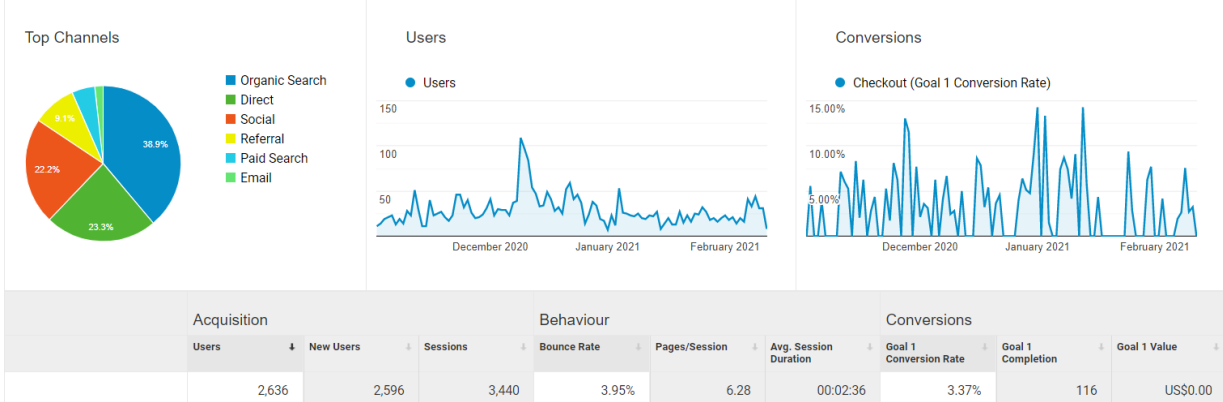 Top Channels
Organic Search
Direct
Social
Referral
Paid Search
Email
38.9%
23.3%
22.2%
9.1%
Users
Users
150
100
50
December 2020 January 2021 February 2021
Conversions
Checkout (Goal 1 Conversion Rate)
15.00%
10.00%
5.00%
December 2020 January 2021 February 2021
Acquisition Behaviour Conversions
Users New Users Sessions Bounce Rate Pages/Session Avg. Session Duration Goal 1 Conversion Rate Goal 1 Completion Goal 1 Value
2,636 2,596 3,440 3.95% 6.28 00:02:36 3.37% 116 US$0.00